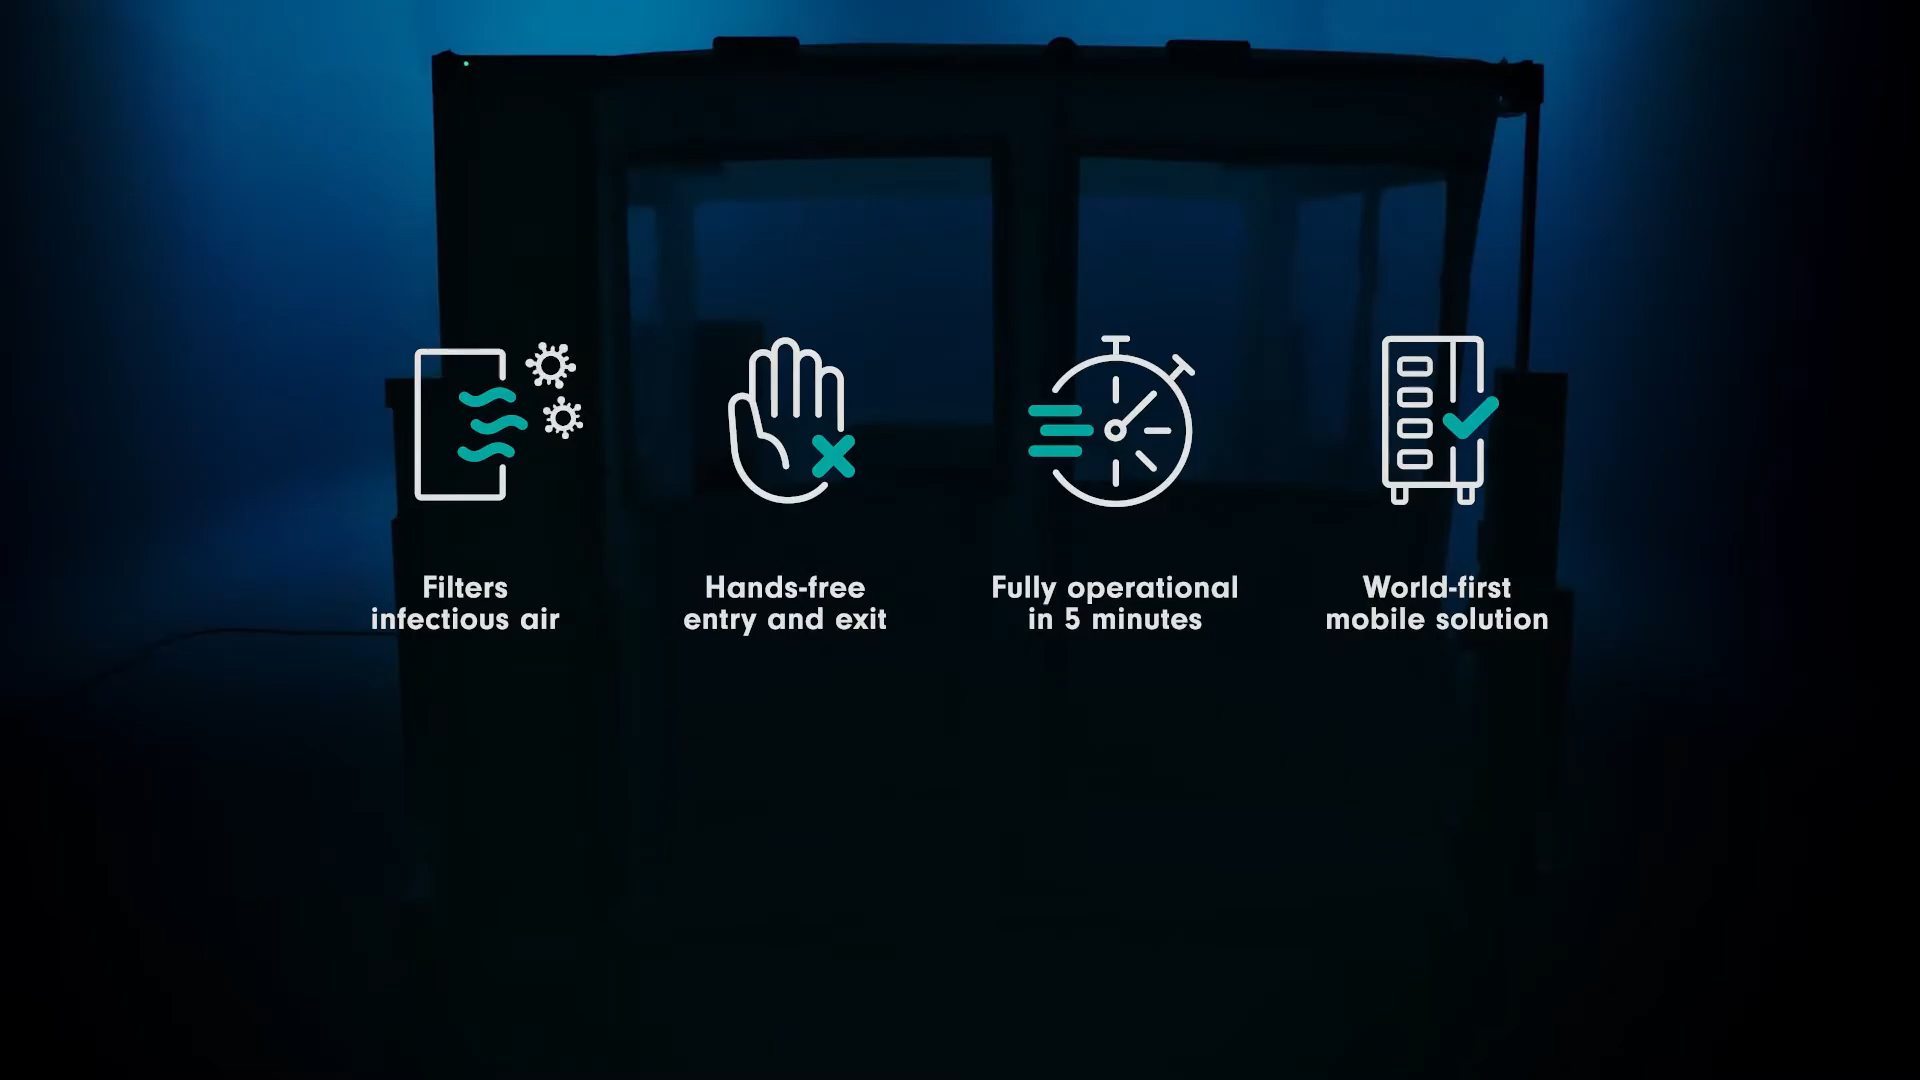 Filters
infectious air
Hands-free
entry and exit
Fully operational
in 5 minutes
World-first
mobile solution